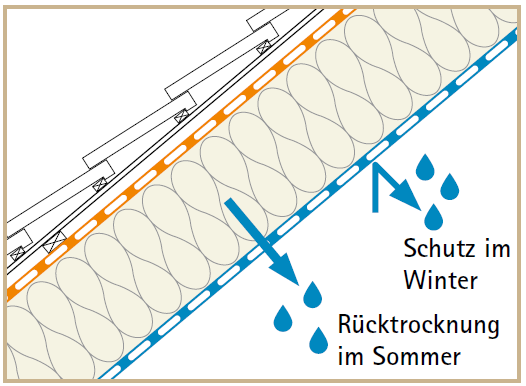 Schutz im
Winter
Rücktrocknung
im Sommer